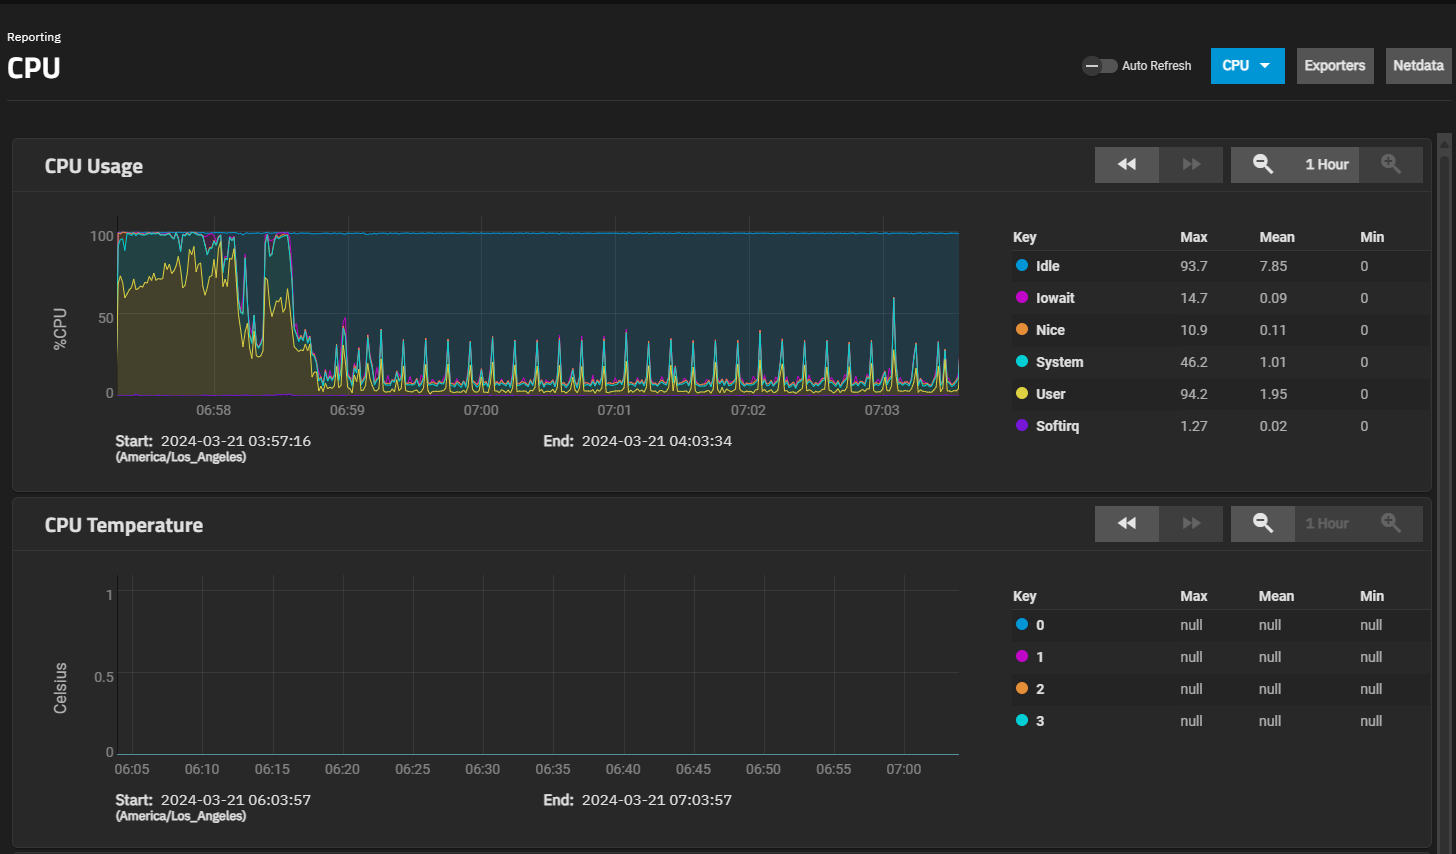 Reporting
CPU
Auto Refresh
CPU
Exporters
Netdata
CPU Usage
1 Hour
%CPU
100
50
0
06:58 06:59 07:00 07:01 07:02 07:03
Start: 2024-03-21 03:57:16
(America/Los_Angeles)
End: 2024-03-21 04:03:34
Key Max Mean Min
Idle 93.7 7.85 0
Iowait 14.7 0.09 0
Nice 10.9 0.11 0
System 46.2 1.01 0
User 94.2 1.95 0
Softirq 1.27 0.02 0
CPU Temperature
1 Hour
Celsius
1
0.5
0
06:05 06:10 06:15 06:20 06:25 06:30 06:35 06:40 06:45 06:50 06:55 07:00
Start: 2024-03-21 06:03:57
(America/Los_Angeles)
End: 2024-03-21 07:03:57
Key Max Mean Min
0 null null null
1 null null null
2 null null null
3 null null null